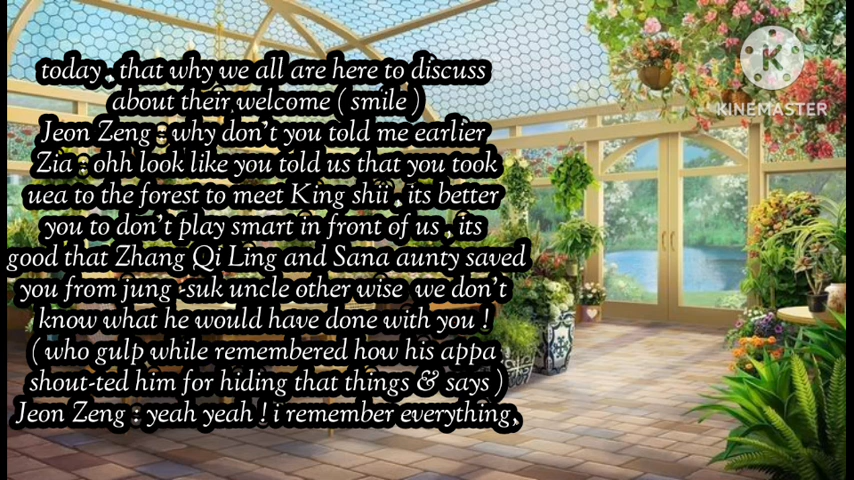 today , that why we all are here to discuss
about their welcome ( smile )
Jeon Zeng : why don't you told me earlier
Zia : ohh look like you told us that you took
uea to the forest to meet King shii , its better
you to don't play smart in front of us , its
good that Zhang Qi Ling and Sana aunty saved
you from jung -suk uncle other wise we don't
know what he would have done with you !
( who gulp while remembered how his appa
shout-ted him for hiding that things & says )
Jeon Zeng : yeah yeah ! i remember everything,
K
KINEMASTER